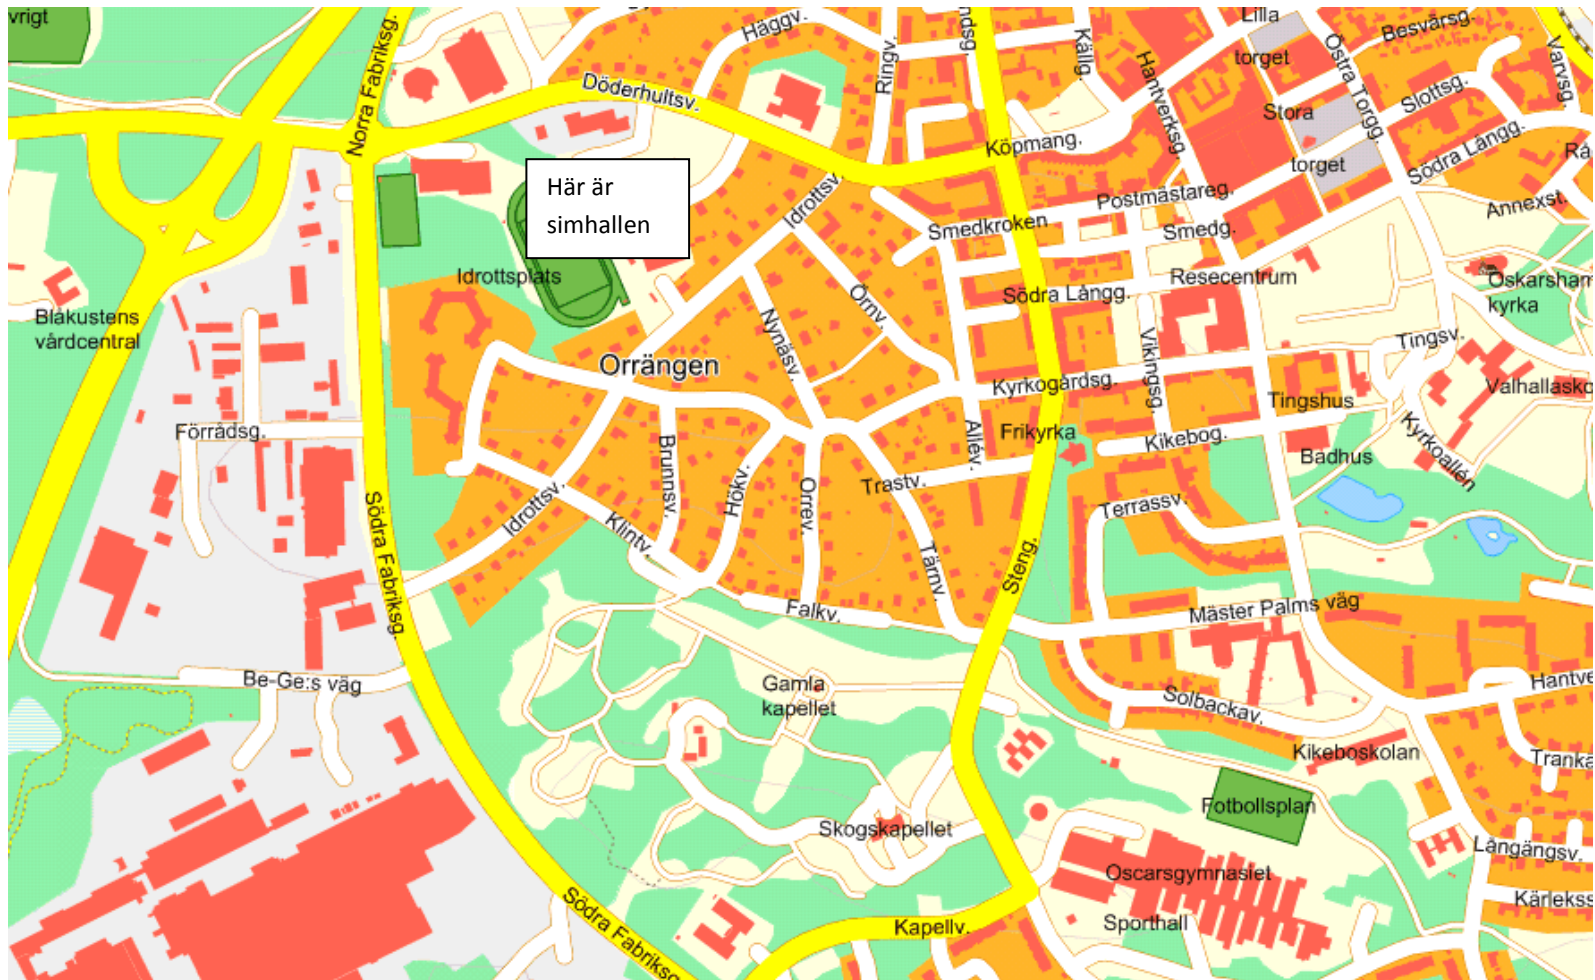 vrigt
Norra Fabriksg.
Häggv.
Ringv.
ndsg.
Källg.
Lilla
torget
Besvärsg.
Östra Torgg.
Varvsg.
Hantverksg.
Döderhultsv.
Stora
torget
Slottsg.
Södra Långg.
Köpmang.
Här är
simhallen
Idrottsv.
Postmästareg.
Smedkroken
Smedg.
Annexst.
Idrottsplats
Resecentrum
Södra Långg.
Oskarsham
kyrka
Blåkustens
vårdcentral
Örnv.
Nynäsv.
Vikingsg.
Tingsv.
Orrängen
Kyrkogårdsg.
Tingshus
Valhallasko
Förrådsg.
Brunnsv.
Hökv.
Orrev.
Allév.
Frikyrka
Kikebog.
Badhus
Kyrkoallén
Trastv.
Idrottsv.
Klintv.
Terrassv.
Södra Fabriksg.
Tärnv.
Steng.
Falkv.
Mäster Palms väg
Be-Ge:s väg
Gamla
kapellet
Solbackav.
Hantve
Kikeboskolan
Trankä
Fotbollsplan
Skogskapellet
Långängsv.
Oscarsgymnasiet
Kärlekss
Södra Fabriksg.
Kapellv.
Sporthall